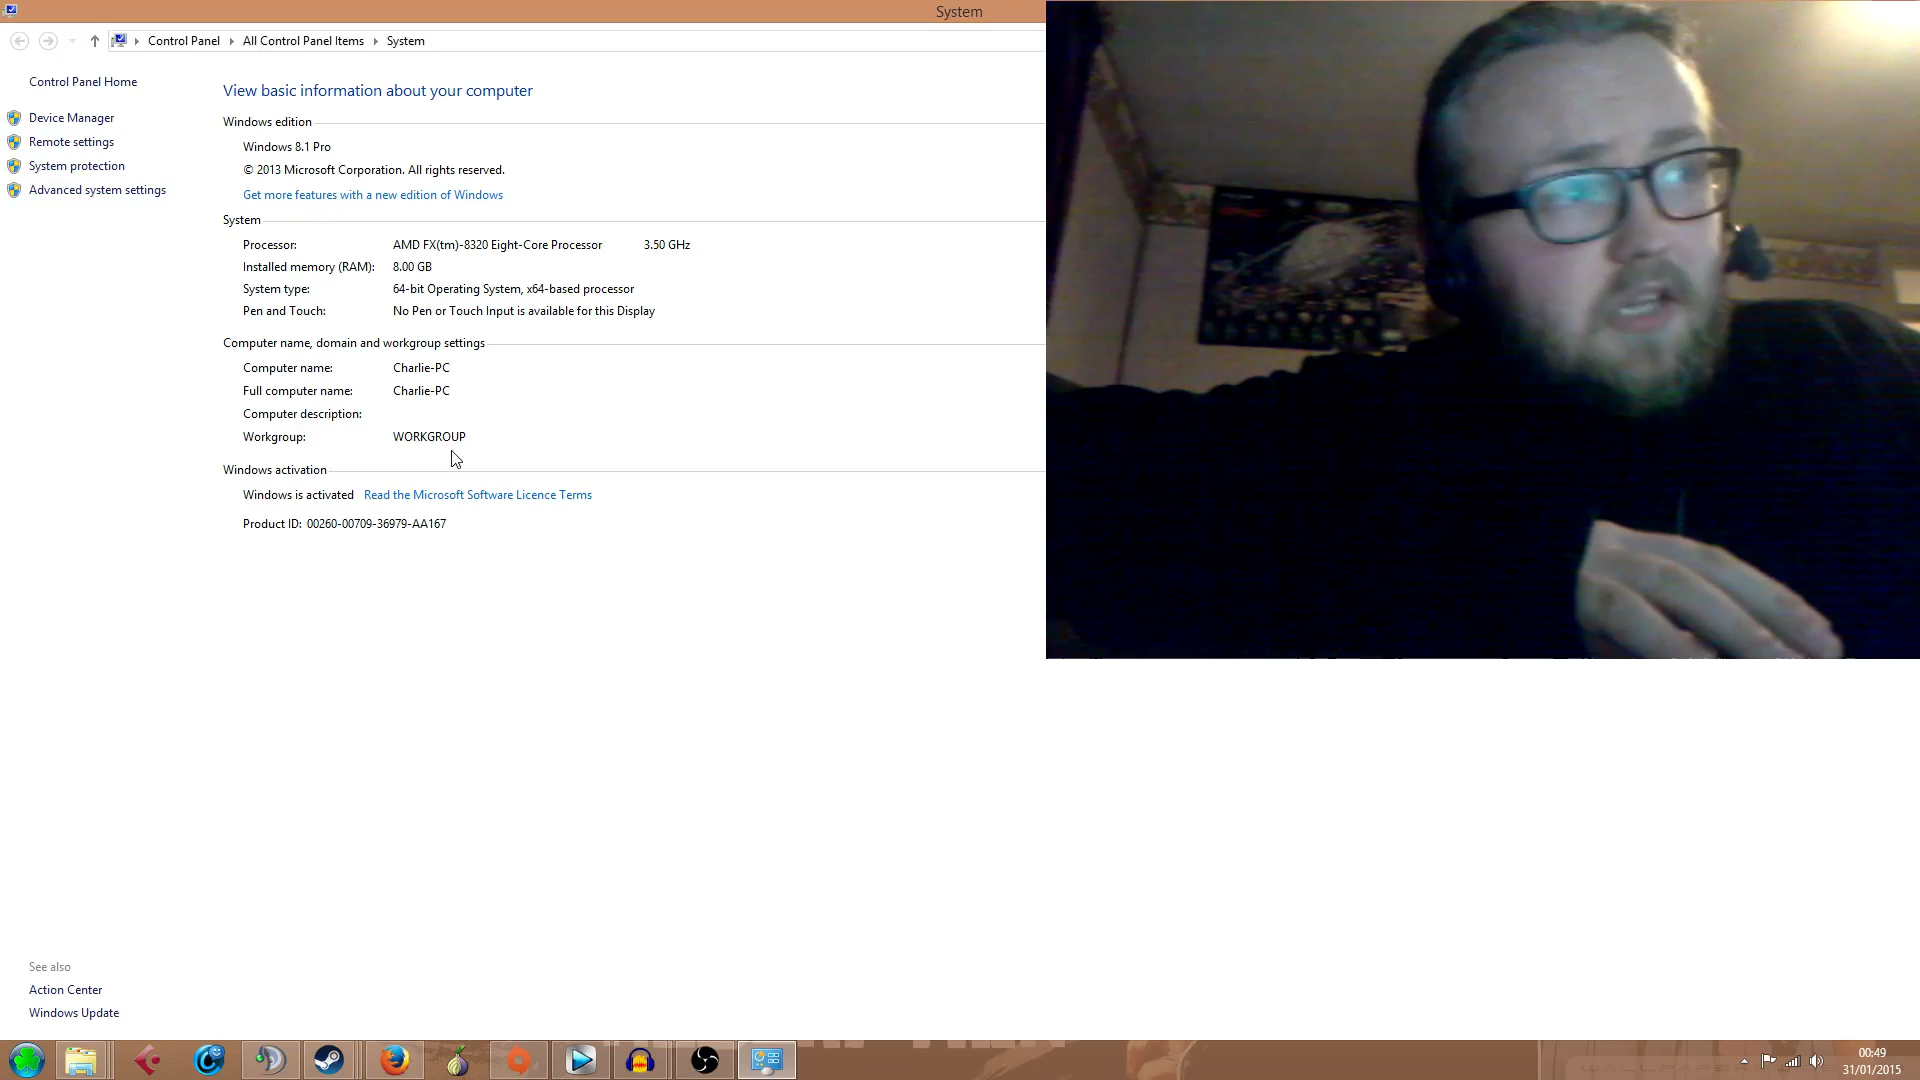 System
Control Panel
All Control Panel Items
System
Control Panel Home
Device Manager
Remote settings
System protection
Advanced system settings
View basic information about your computer
Windows edition
Windows 8.1 Pro
© 2013 Microsoft Corporation. All rights reserved.
Get more features with a new edition of Windows
System
Processor: AMD FX(tm)-8320 Eight-Core Processor 3.50 GHz
Installed memory (RAM): 8.00 GB
System type: 64-bit Operating System, x64-based processor
Pen and Touch: No Pen or Touch Input is available for this Display
Computer name, domain and workgroup settings
Computer name: Charlie-PC
Full computer name: Charlie-PC
Computer description:
Workgroup: WORKGROUP
Windows activation
Windows is activated Read the Microsoft Software Licence Terms
Product ID: 00260-00709-36979-AA167
See also
Action Center
Windows Update
00:49
31/01/2015